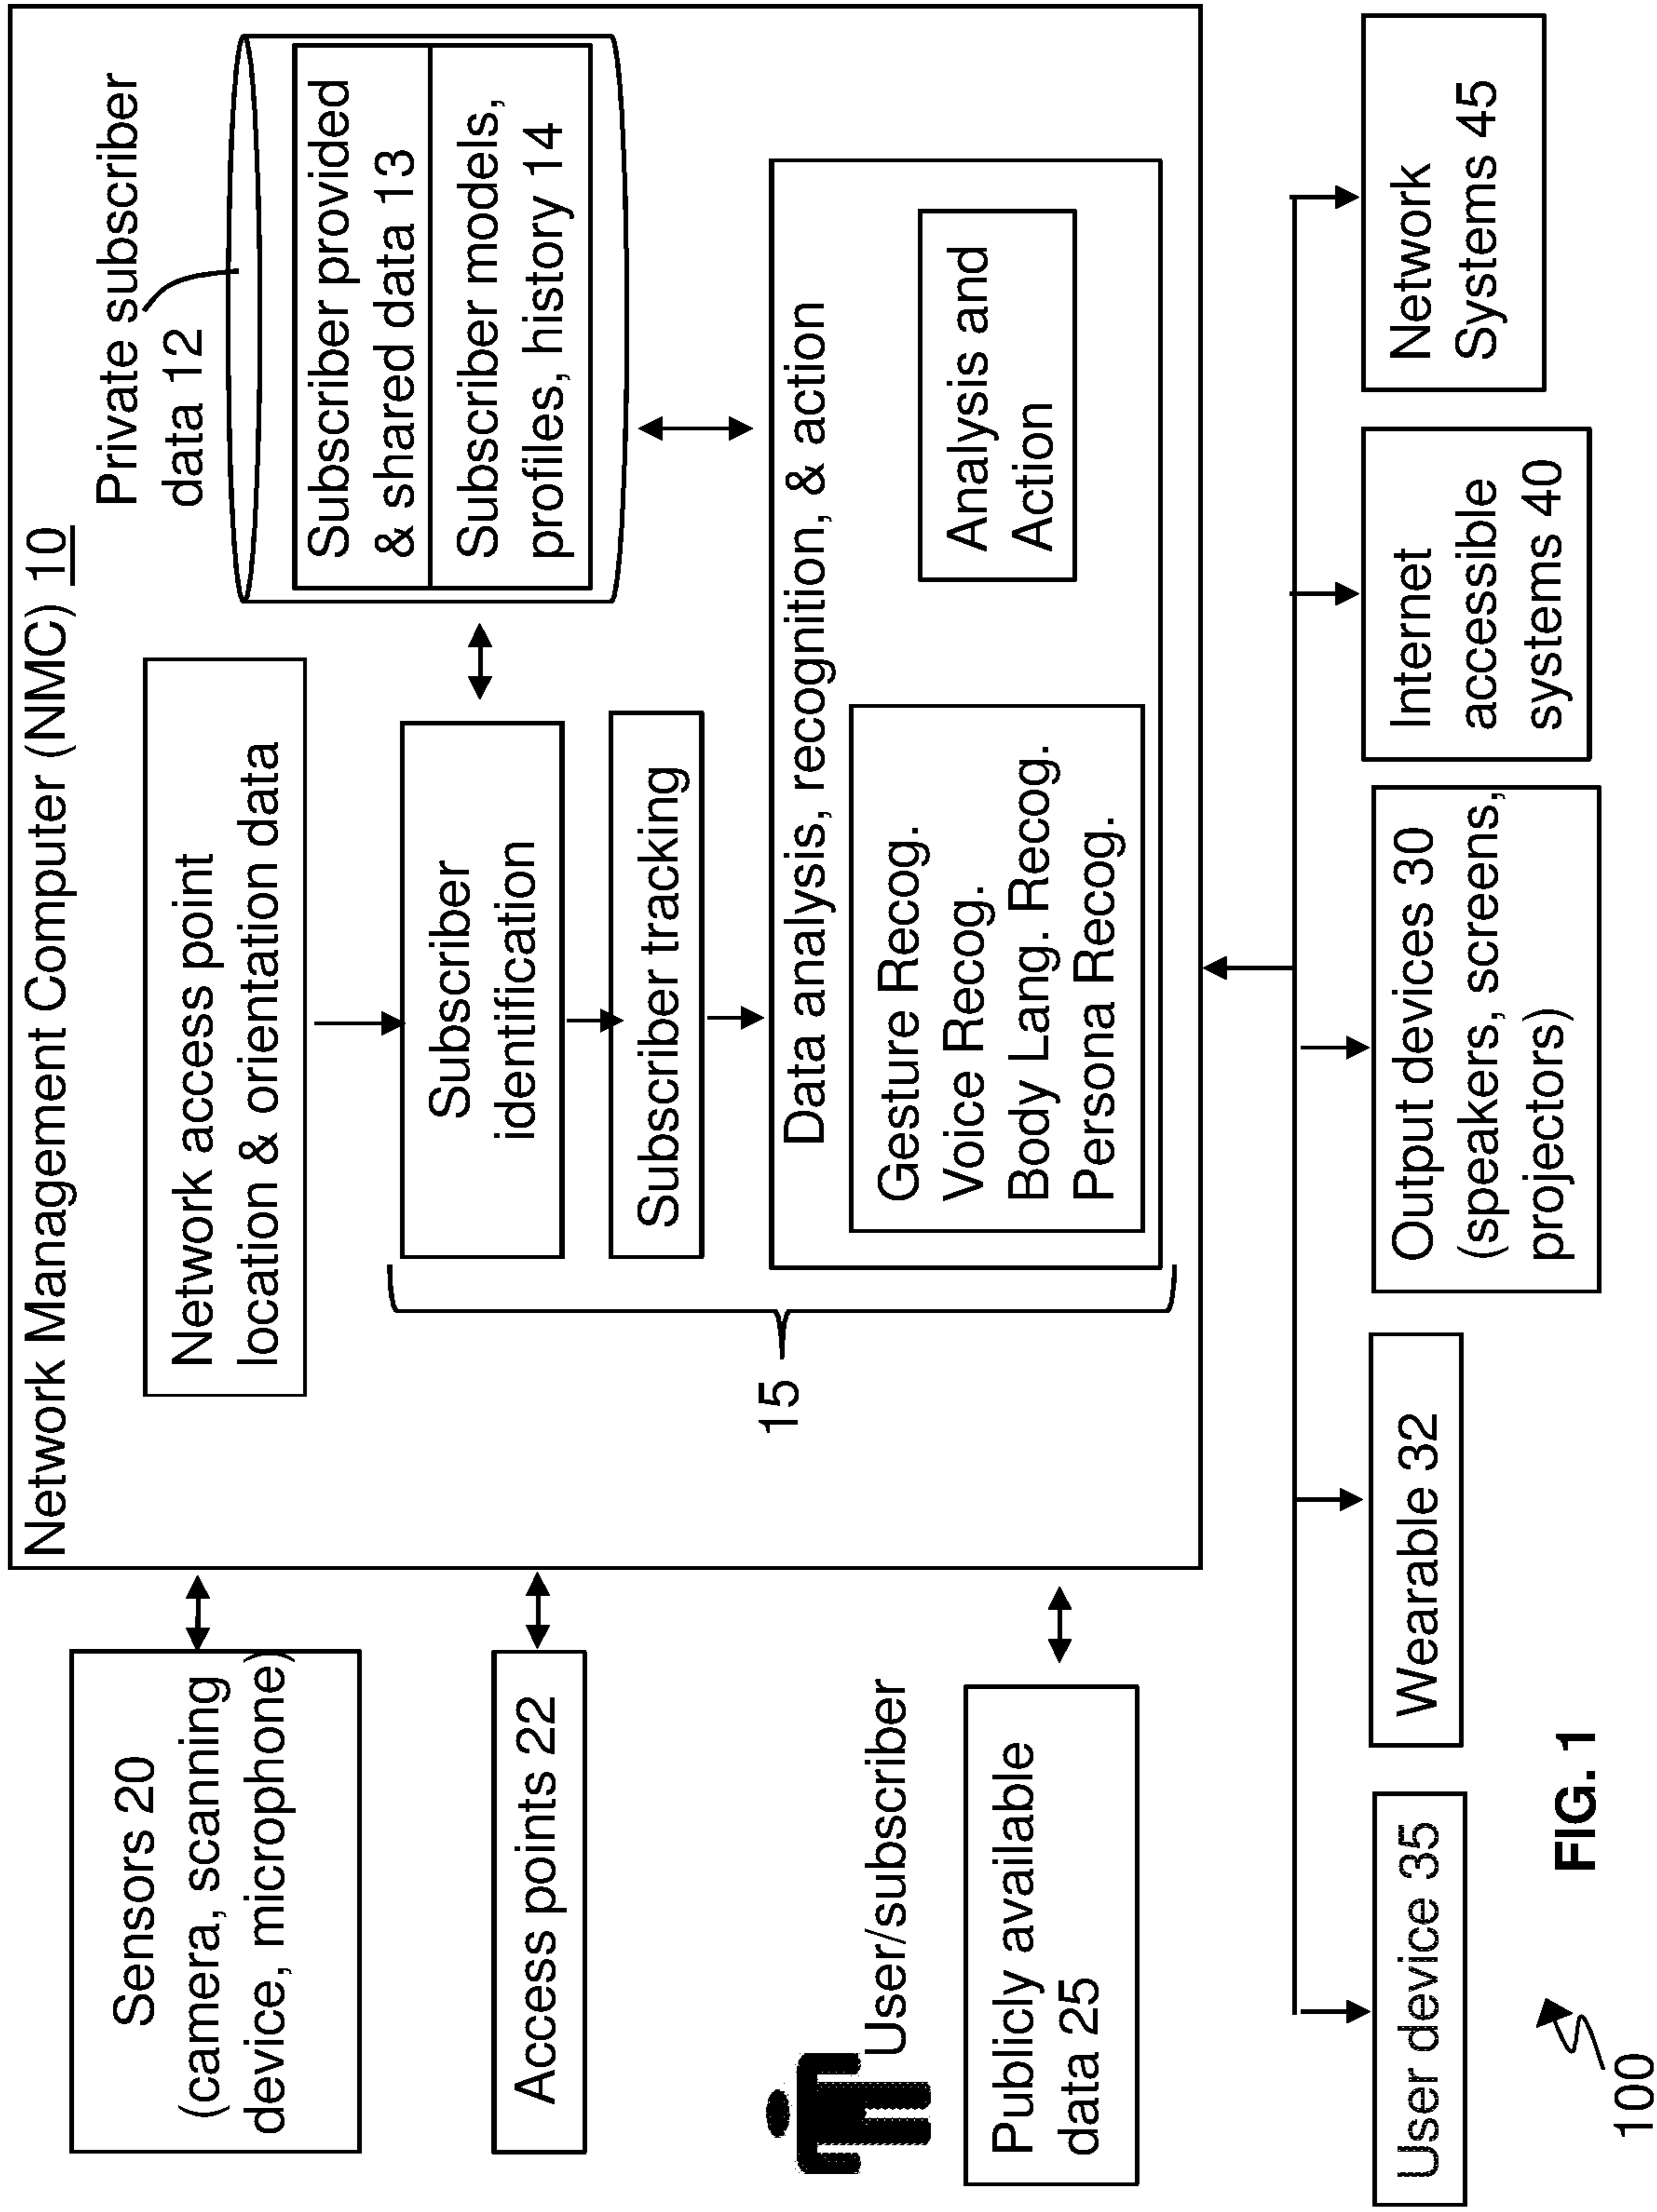 Network Management Computer (NMC) 10
Sensors 20
(camera, scanning
device, microphone)
Access points 22
User/subscriber
Publicly available
data 25
Network access point
location & orientation data
Private subscriber
data 12
Subscriber provided
& shared data 13
Subscriber models,
profiles, history 14
Subscriber
identification
Subscriber tracking
15
Data analysis, recognition, & action
Gesture Recog.
Voice Recog.
Body Lang. Recog.
Persona Recog.
Analysis and
Action
User device 35
Wearable 32
Output devices 30
(speakers, screens,
projectors)
Internet
accessible
systems 40
Network
Systems 45
100
FIG. 1